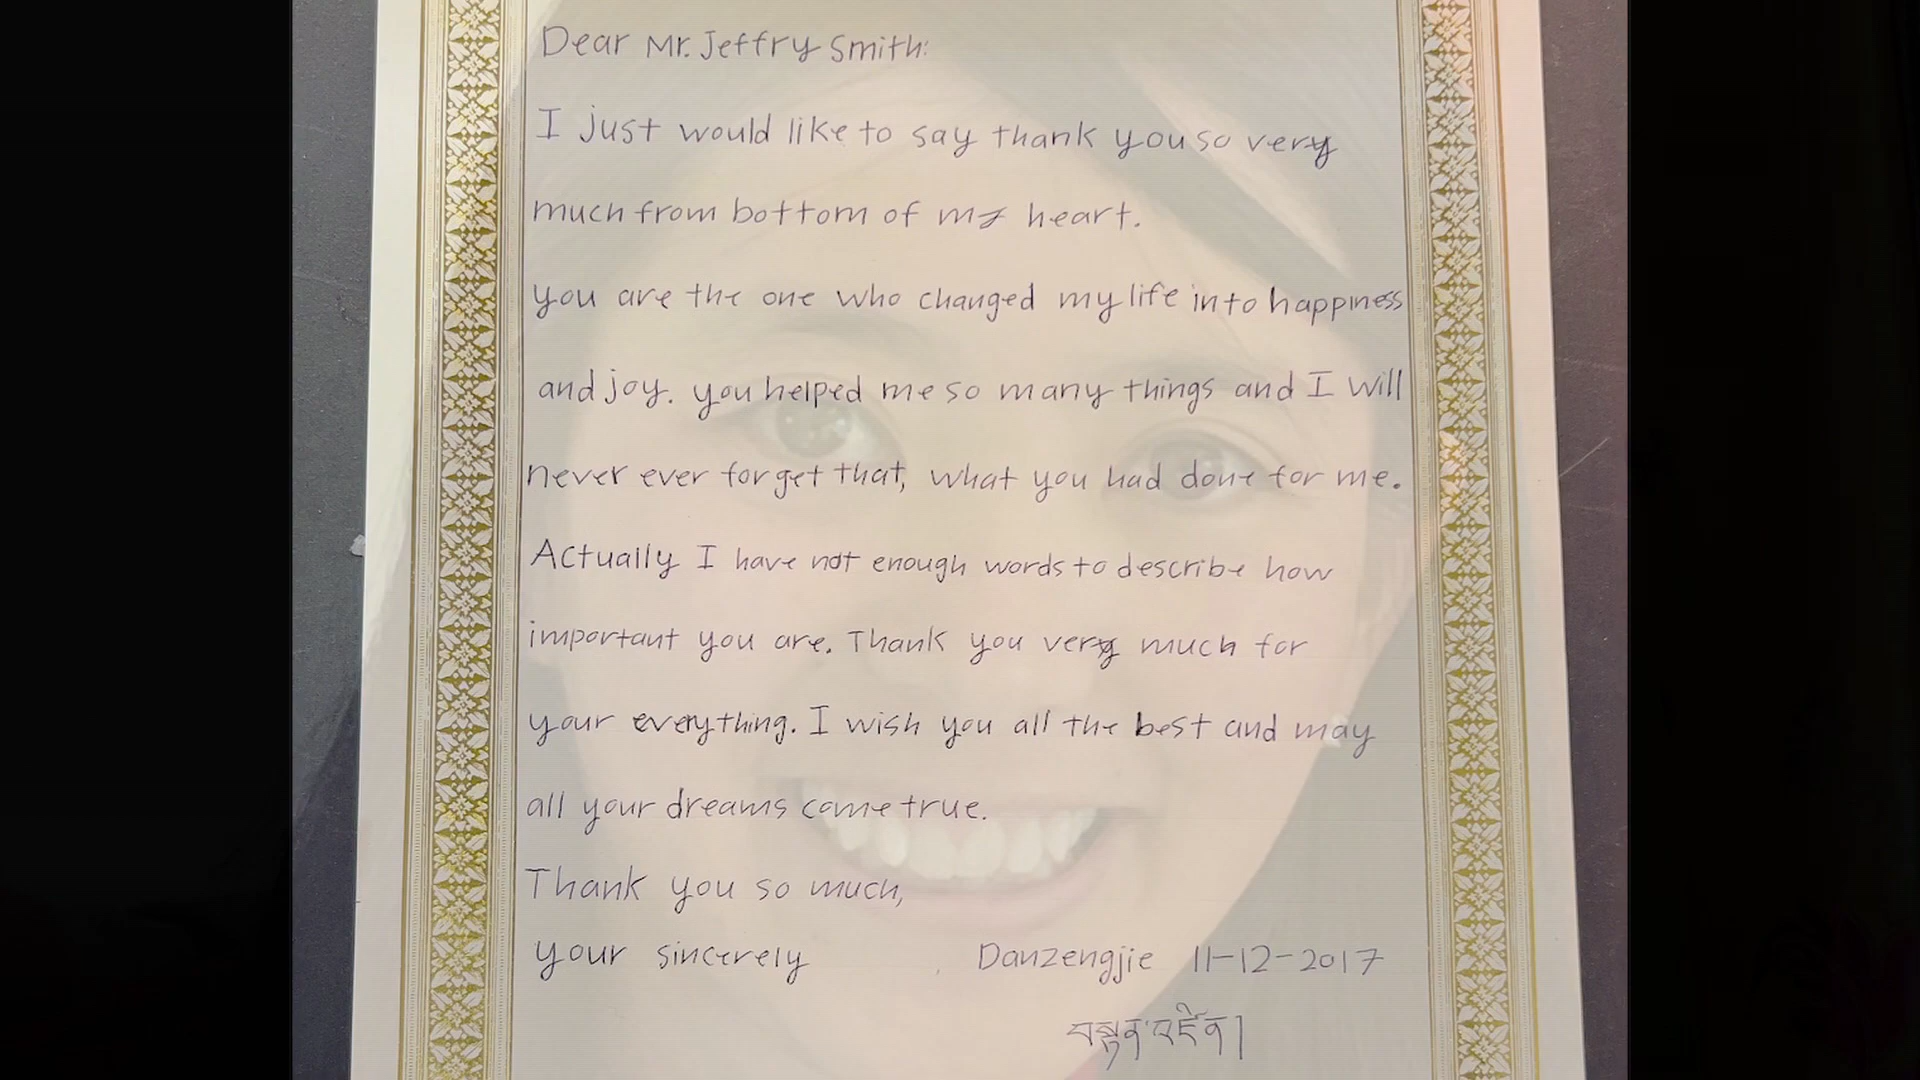 Dear Mr. Jeffry Smith:
I just would like to say thank you so very
much from bottom of my heart.
you are the one who changed my life into happiness
and joy. you helped me so many things and I will
never ever forget that, what you had done for me.
Actually I have not enough words to describe how
important you are. Thank you very much for
your everything. I wish you all the best and may
all your dreams come true.
Thank you so much,
your sincerely Danzengjie 11-12-2017
བསྟན་འཛིན།